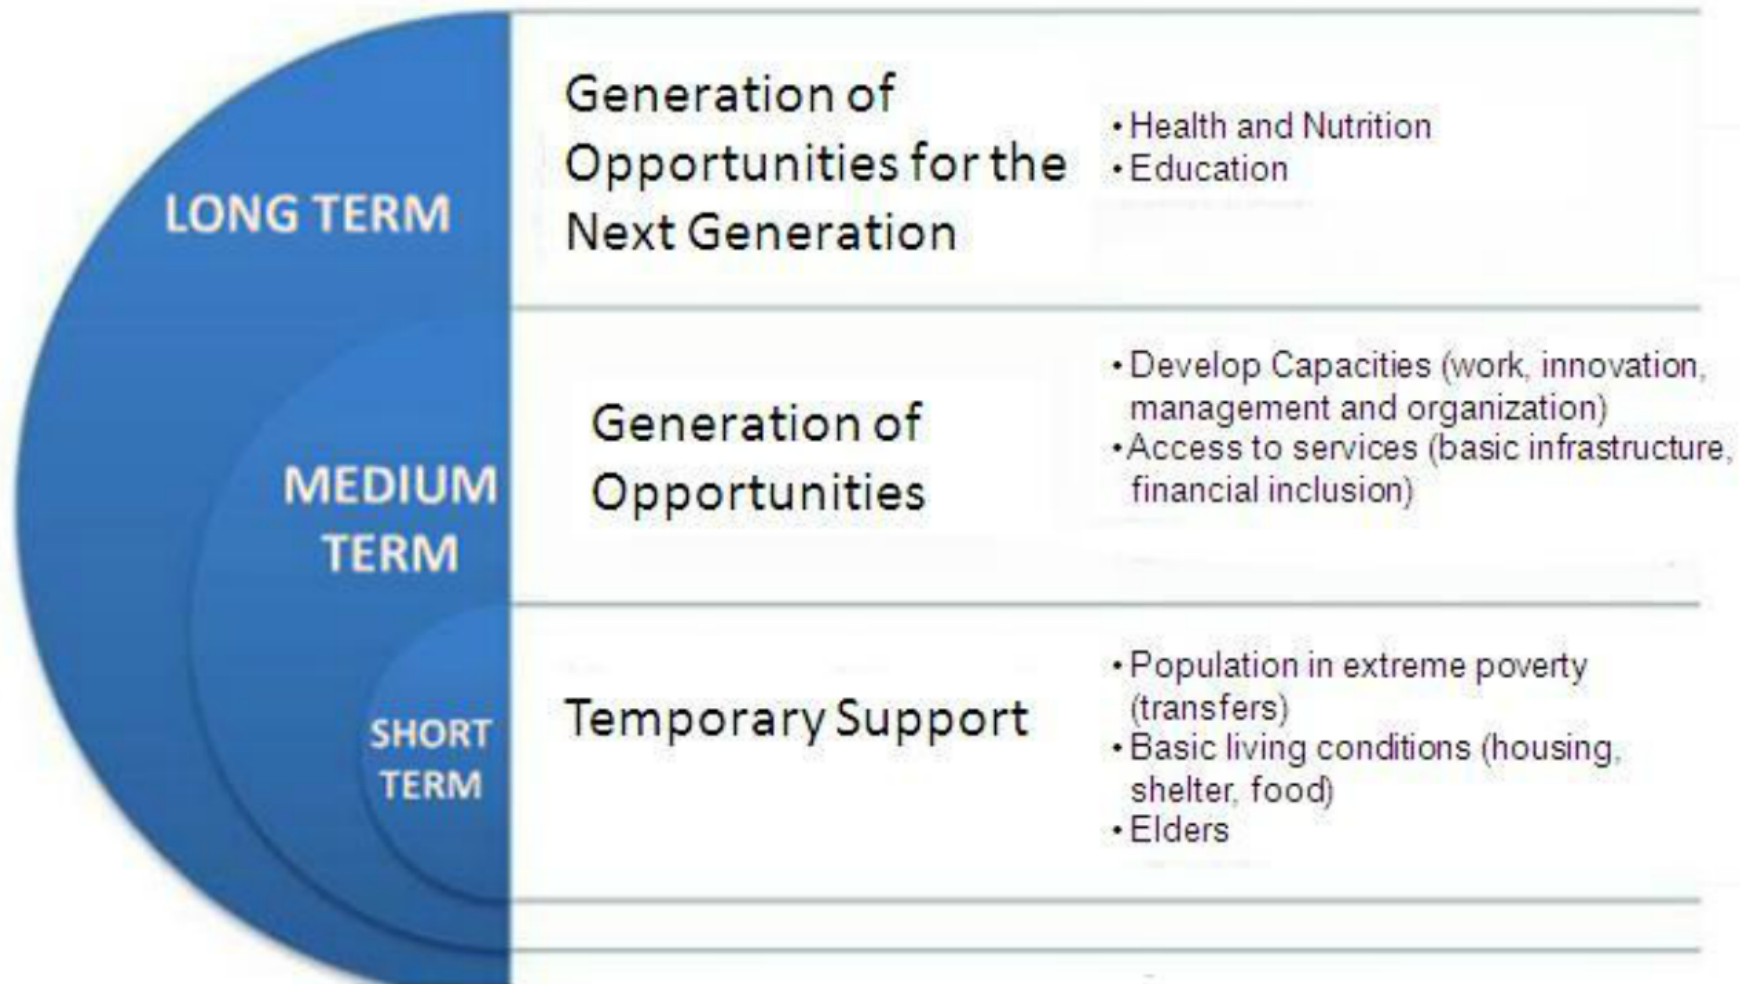 LONG TERM
Generation of
Opportunities for the
Next Generation
• Health and Nutrition
• Education
MEDIUM
TERM
Generation of
Opportunities
• Develop Capacities (work, innovation,
management and organization)
• Access to services (basic infrastructure,
financial inclusion)
SHORT
TERM
Temporary Support
• Population in extreme poverty
(transfers)
• Basic living conditions (housing,
shelter, food)
• Elders